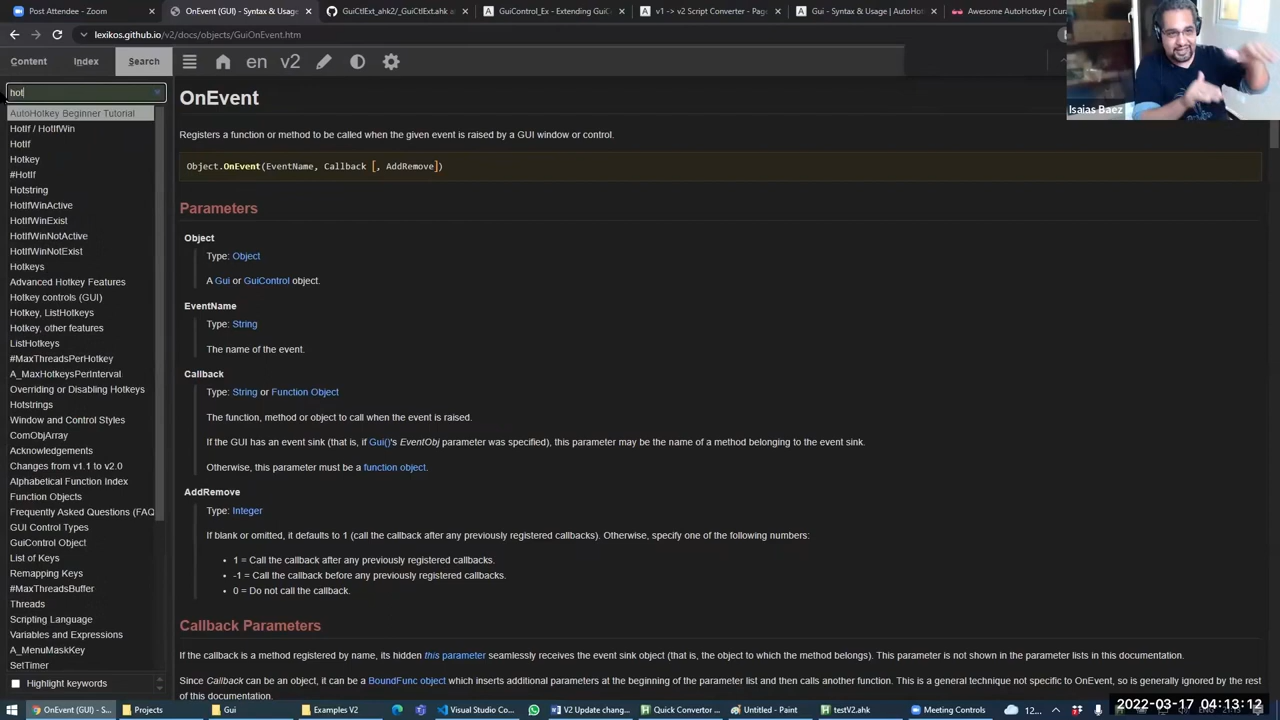 Post Attendee - Zoom
OnEvent (GUI) - Syntax & Usage
GuiCtlExt_ahk2/_GuiCtlExt.ahk a
GuiControl_Ex - Extending GuiC
v1 -> v2 Script Converter - Page
Gui - Syntax & Usage | AutoHot
Awesome AutoHotkey | Cura
lexikos.github.io/v2/docs/objects/GuiOnEvent.htm
Content
Index
Search
en
v2
hot
AutoHotkey Beginner Tutorial
HotIf / HotIfWin
HotIf
Hotkey
#HotIf
Hotstring
HotIfWinActive
HotIfWinExist
HotIfWinNotActive
HotIfWinNotExist
Hotkeys
Advanced Hotkey Features
Hotkey controls (GUI)
Hotkey, ListHotkeys
Hotkey, other features
ListHotkeys
#MaxThreadsPerHotkey
A_MaxHotkeysPerInterval
Overriding or Disabling Hotkeys
Hotstrings
Window and Control Styles
ComObjArray
Acknowledgements
Changes from v1.1 to v2.0
Alphabetical Function Index
Function Objects
Frequently Asked Questions (FAQ
GUI Control Types
GuiControl Object
List of Keys
Remapping Keys
#MaxThreadsBuffer
Threads
Scripting Language
Variables and Expressions
A_MenuMaskKey
SetTimer
Highlight keywords
OnEvent
Registers a function or method to be called when the given event is raised by a GUI window or control.
Object.OnEvent(EventName, Callback [, AddRemove])
Parameters
Object
Type: Object
A Gui or GuiControl object.
EventName
Type: String
The name of the event.
Callback
Type: String or Function Object
The function, method or object to call when the event is raised.
If the GUI has an event sink (that is, if Gui()'s EventObj parameter was specified), this parameter may be the name of a method belonging to the event sink.
Otherwise, this parameter must be a function object.
AddRemove
Type: Integer
If blank or omitted, it defaults to 1 (call the callback after any previously registered callbacks). Otherwise, specify one of the following numbers:
• 1 = Call the callback after any previously registered callbacks.
• -1 = Call the callback before any previously registered callbacks.
• 0 = Do not call the callback.
Callback Parameters
If the callback is a method registered by name, its hidden this parameter seamlessly receives the event sink object (that is, the object to which the method belongs). This parameter is not shown in the parameter lists in this documentation.
Since Callback can be an object, it can be a BoundFunc object which inserts additional parameters at the beginning of the parameter list and then calls another function. This is a general technique not specific to OnEvent, so is generally ignored by the rest
of this documentation.
Isaias Baez
OnEvent (GUI) - S...
Projects
Gui
Examples V2
Visual Studio Co...
V2 Update chang...
Quick Convertor ...
*Untitled - Paint
testV2.ahk
Meeting Controls
12...
ENG
2022-03-17 04:13:12